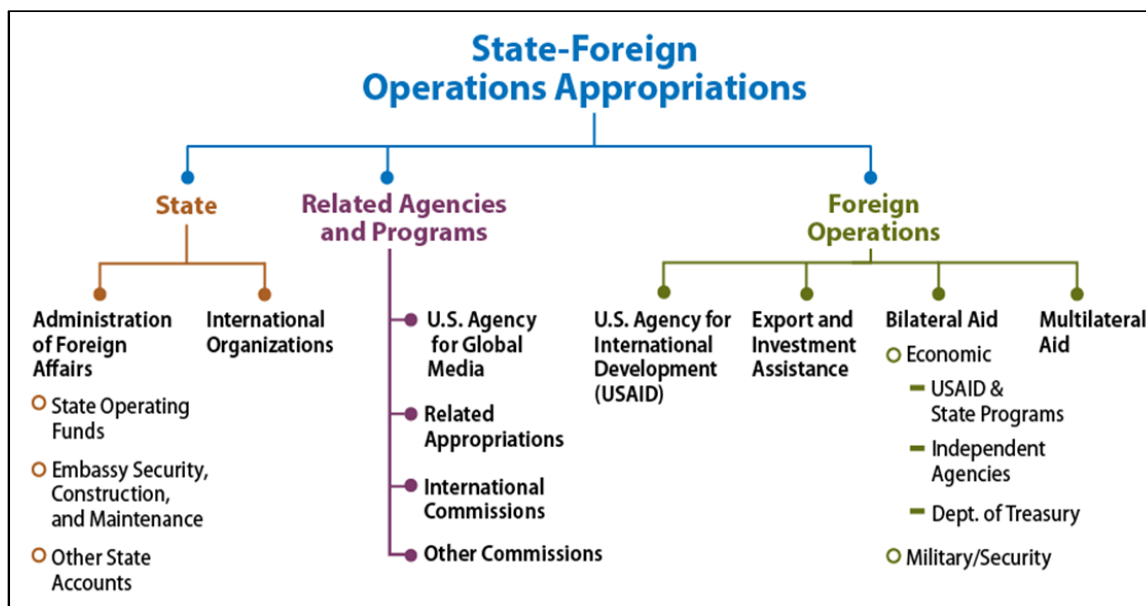 State-Foreign
Operations Appropriations
State
Related Agencies
and Programs
Foreign
Operations
Administration
of Foreign
Affairs
State Operating
Funds
Embassy Security,
Construction,
and Maintenance
Other State
Accounts
International
Organizations
U.S. Agency
for Global
Media
Related
Appropriations
International
Commissions
Other Commissions
U.S. Agency for
International
Development
(USAID)
Export and
Investment
Assistance
Bilateral Aid
Economic
USAID &
State Programs
Independent
Agencies
Dept. of Treasury
Military/Security
Multilateral
Aid